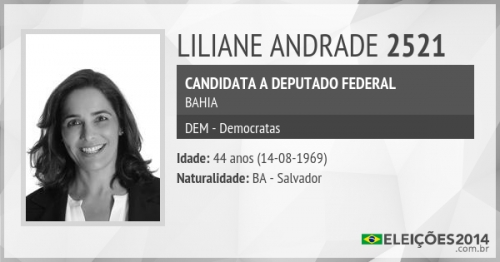 LILIANE ANDRADE 2521
CANDIDATA A DEPUTADO FEDERAL
BAHIA
DEM - Democratas
Idade: 44 anos (14-08-1969)
Naturalidade: BA - Salvador
ELEIÇÕES2014
.com.br